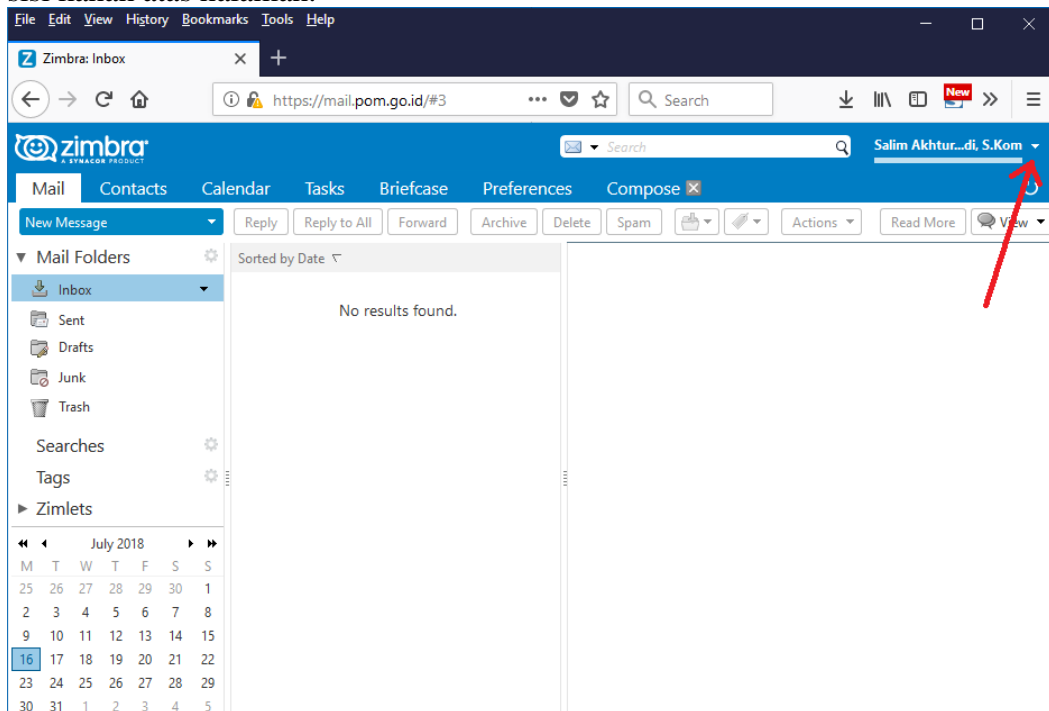 File Edit View History Bookmarks Tools Help
Z Zimbra: Inbox
https://mail.pom.go.id/#3 Search New
zimbra A SYNACOR PRODUCT Search Salim Akhtur...di, S.Kom
Mail Contacts Calendar Tasks Briefcase Preferences Compose
New Message Reply Reply to All Forward Archive Delete Spam Actions Read More View
Mail Folders Sorted by Date
Inbox
No results found.
Sent
Drafts
Junk
Trash
Searches
Tags
Zimlets
July 2018
M T W T F S S
25 26 27 28 29 30 1
2 3 4 5 6 7 8
9 10 11 12 13 14 15
16 17 18 19 20 21 22
23 24 25 26 27 28 29
30 31 1 2 3 4 5